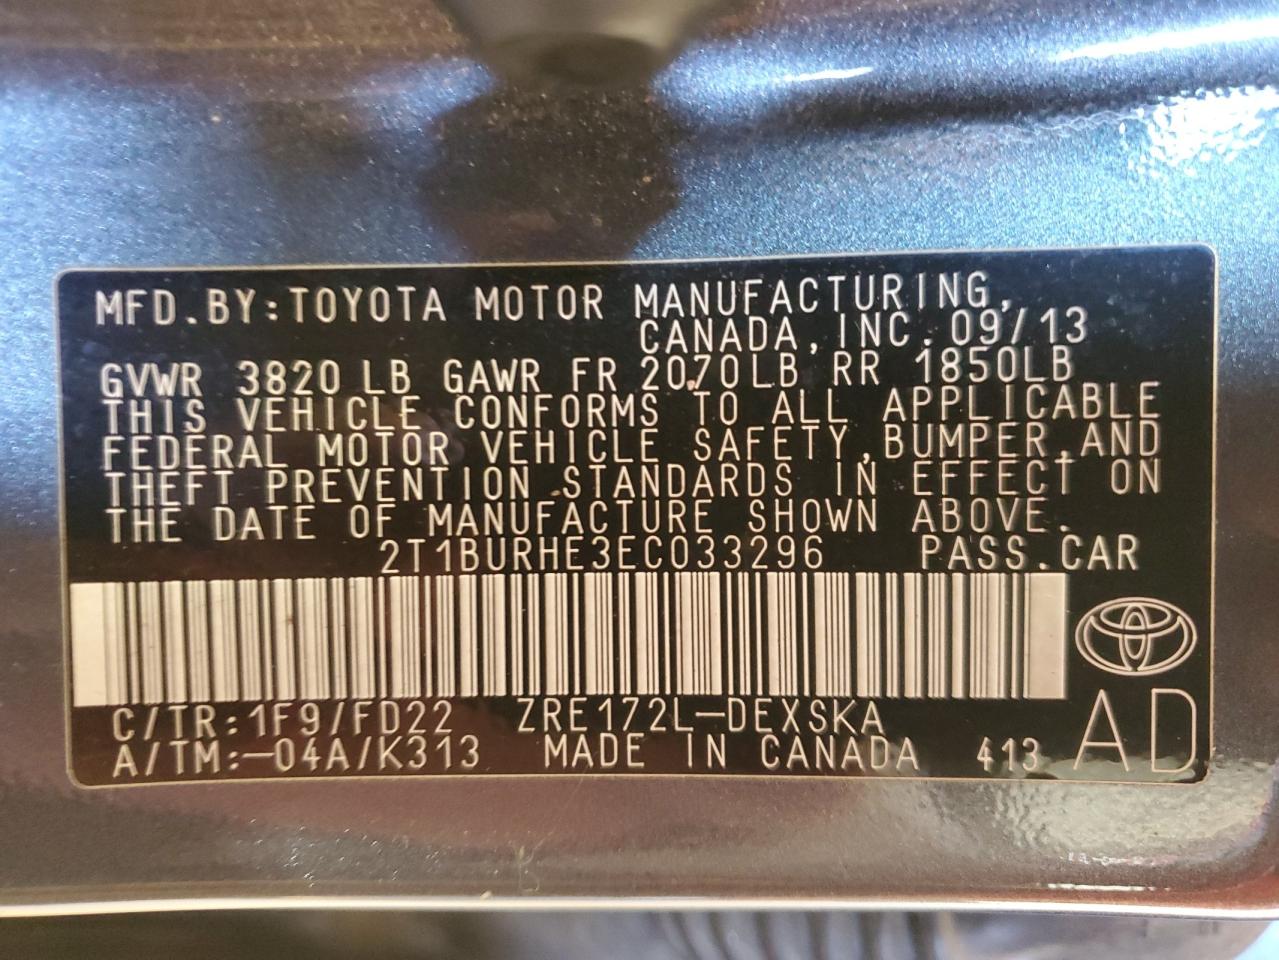 MFD.BY:TOYOTA MOTOR MANUFACTURING,
CANADA,INC.09/13
GVWR 3820LB GAWR FR 2070LB RR 1850LB
THIS VEHICLE CONFORMS TO ALL APPLICABLE
FEDERAL MOTOR VEHICLE SAFETY,BUMPER,AND
THEFT PREVENTION STANDARDS IN EFFECT ON
THE DATE OF MANUFACTURE SHOWN ABOVE.
2T1BURHE3EC033296 PASS.CAR
C/TR:1F9/FD22 ZRE172L-DEXSKA
A/TM:-04A/K313 MADE IN CANADA 413 AD